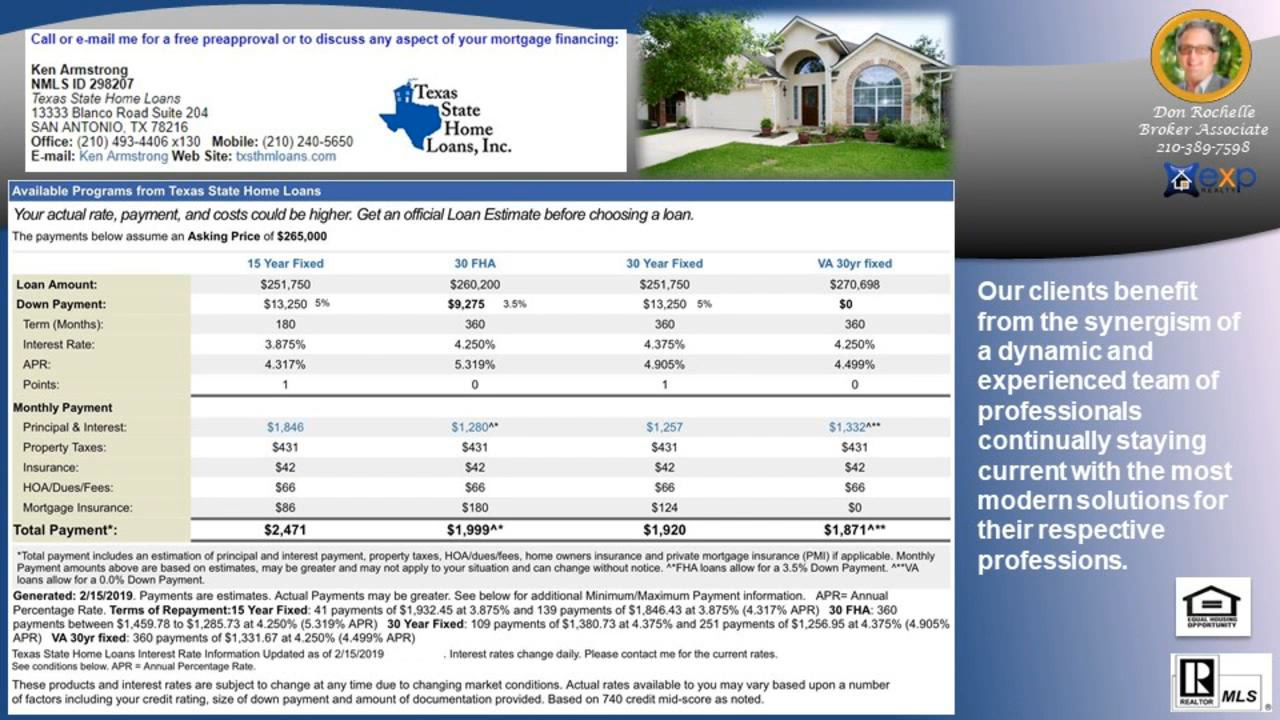 Call or e-mail me for a free preapproval or to discuss any aspect of your mortgage financing:
Ken Armstrong
NMLS ID 298207
Texas State Home Loans
13333 Blanco Road Suite 204
SAN ANTONIO, TX 78216
Office: (210) 493-4406 x130 Mobile: (210) 240-5650
E-mail: Ken Armstrong Web Site: txsthmloans.com
Texas
State
Home
Loans, Inc.
Don Rochelle
Broker Associate
210-389-7598
exp
REALTY
Available Programs from Texas State Home Loans
Your actual rate, payment, and costs could be higher. Get an official Loan Estimate before choosing a loan.
The payments below assume an Asking Price of $265,000
15 Year Fixed 30 FHA 30 Year Fixed VA 30yr fixed
Loan Amount: $251,750 $260,200 $251,750 $270,698
Down Payment: $13,250 5% $9,275 3.5% $13,250 5% $0
Term (Months): 180 360 360 360
Interest Rate: 3.875% 4.250% 4.375% 4.250%
APR: 4.317% 5.319% 4.905% 4.499%
Points: 1 0 1 0
Monthly Payment
Principal & Interest: $1,846 $1,280^* $1,257 $1,332^**
Property Taxes: $431 $431 $431 $431
Insurance: $42 $42 $42 $42
HOA/Dues/Fees: $66 $66 $66 $66
Mortgage Insurance: $86 $180 $124 $0
Total Payment*: $2,471 $1,999^* $1,920 $1,871^**
*Total payment includes an estimation of principal and interest payment, property taxes, HOA/dues/fees, home owners insurance and private mortgage insurance (PMI) if applicable. Monthly
Payment amounts above are based on estimates, may be greater and may not apply to your situation and can change without notice. ^*FHA loans allow for a 3.5% Down Payment. ^**VA
loans allow for a 0.0% Down Payment.
Generated: 2/15/2019. Payments are estimates. Actual Payments may be greater. See below for additional Minimum/Maximum Payment information. APR= Annual
Percentage Rate. Terms of Repayment:15 Year Fixed: 41 payments of $1,932.45 at 3.875% and 139 payments of $1,846.43 at 3.875% (4.317% APR) 30 FHA: 360
payments between $1,459.78 to $1,285.73 at 4.250% (5.319% APR) 30 Year Fixed: 109 payments of $1,380.73 at 4.375% and 251 payments of $1,256.95 at 4.375% (4.905%
APR) VA 30yr fixed: 360 payments of $1,331.67 at 4.250% (4.499% APR)
Texas State Home Loans Interest Rate Information Updated as of 2/15/2019 . Interest rates change daily. Please contact me for the current rates.
See conditions below. APR = Annual Percentage Rate.
These products and interest rates are subject to change at any time due to changing market conditions. Actual rates available to you may vary based upon a number
of factors including your credit rating, size of down payment and amount of documentation provided. Based on 740 credit mid-score as noted.
Our clients benefit
from the synergism of
a dynamic and
experienced team of
professionals
continually staying
current with the most
modern solutions for
their respective
professions.
EQUAL HOUSING
OPPORTUNITY
R
REALTOR
MLS
®